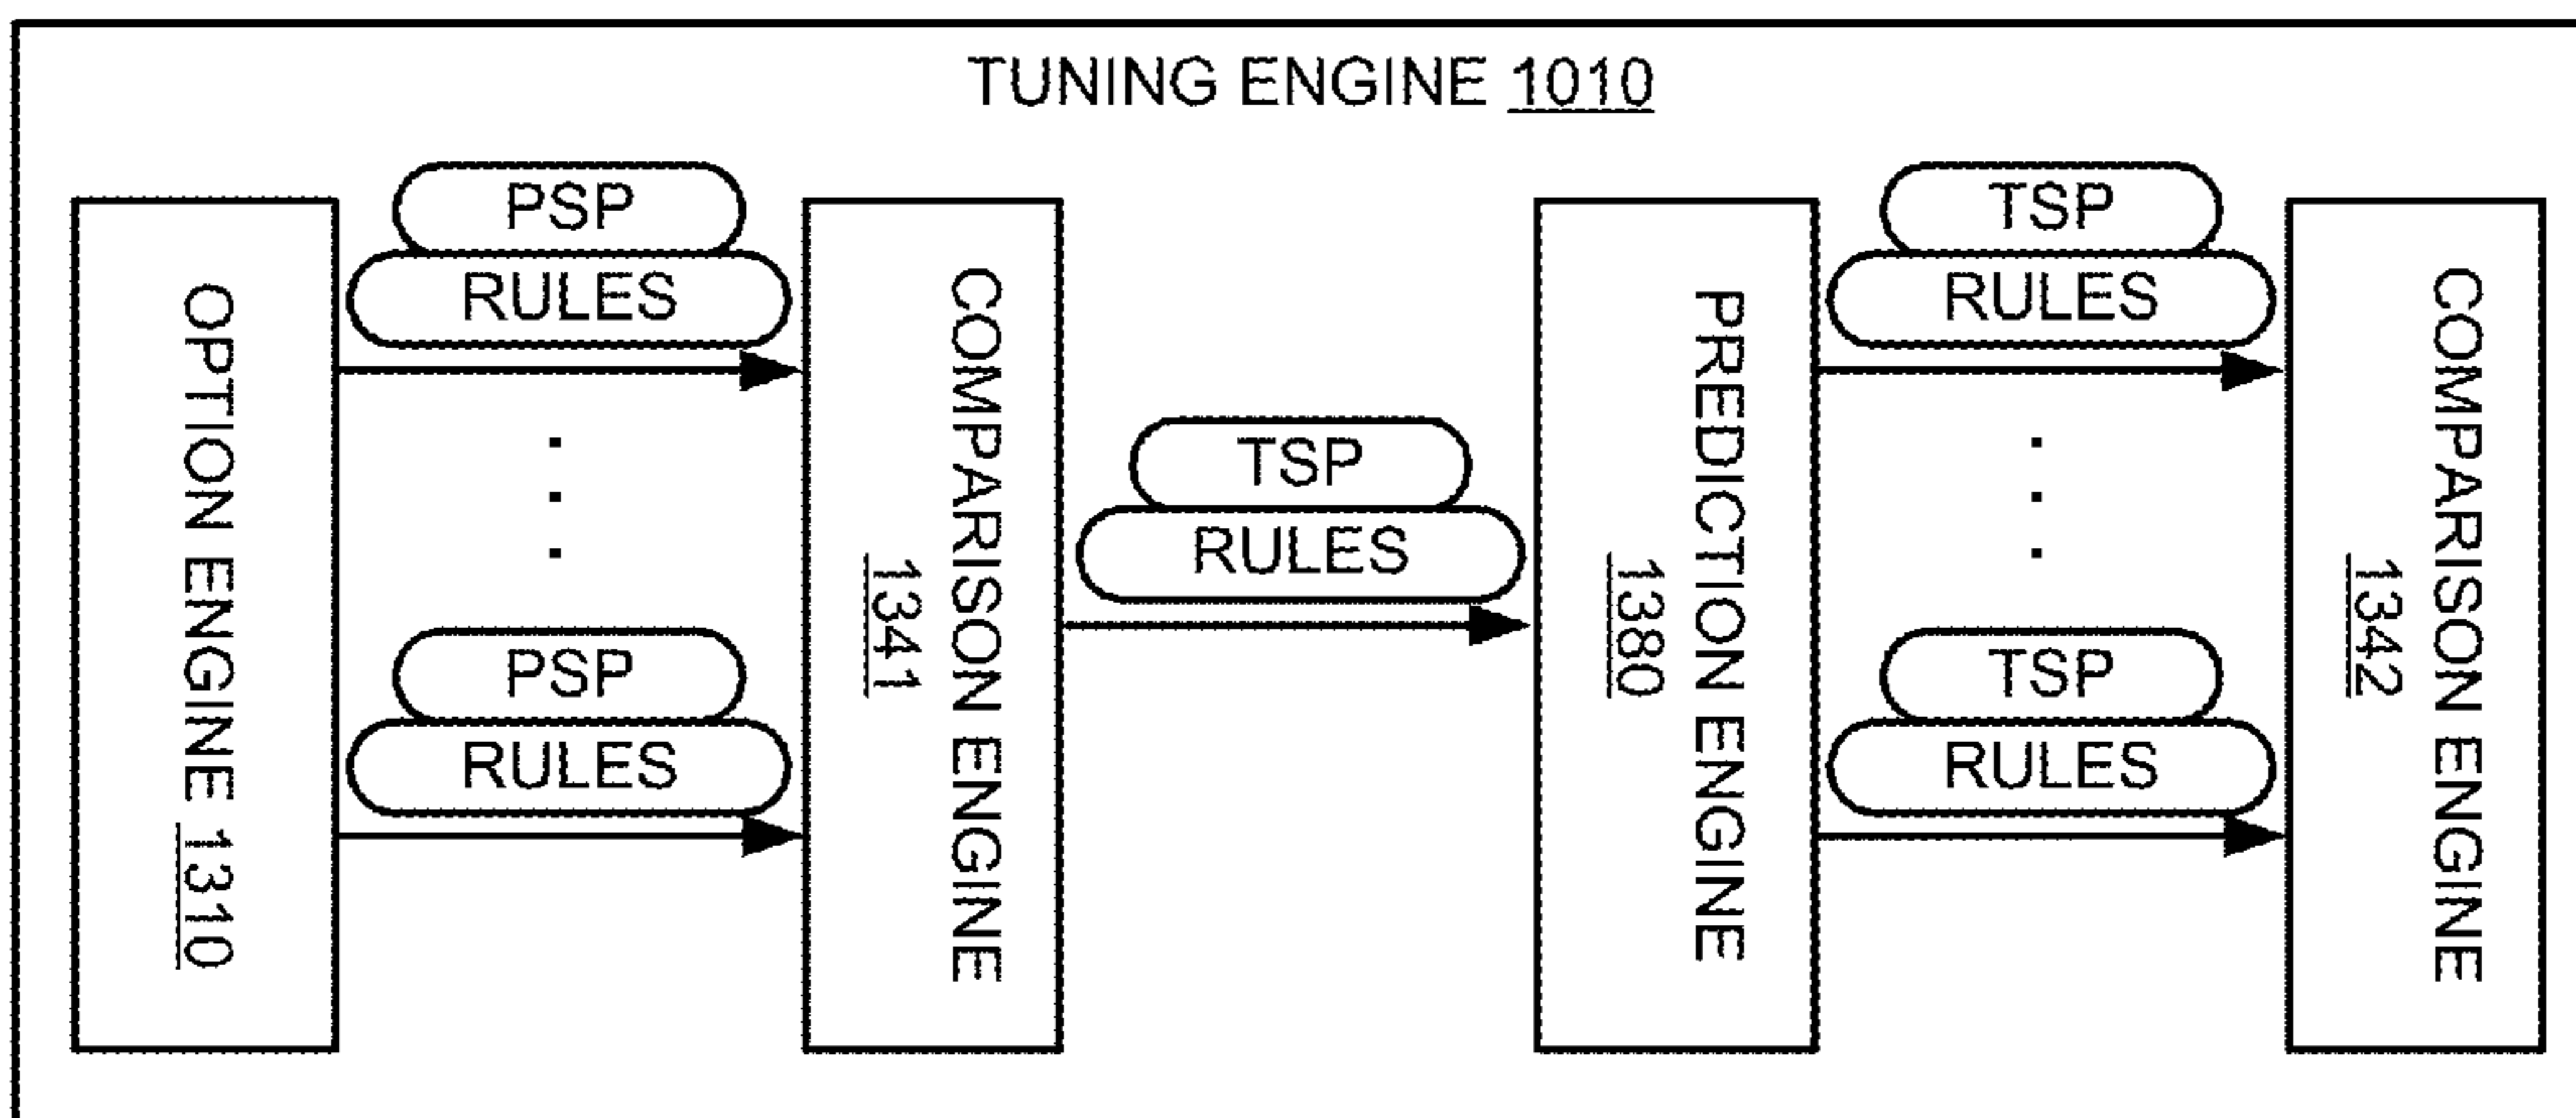 TUNING ENGINE 1010
OPTION ENGINE 1310
PSP
RULES
.
.
.
PSP
RULES
COMPARISON ENGINE
1341
TSP
RULES
PREDICTION ENGINE
1380
TSP
RULES
.
.
.
TSP
RULES
COMPARISON ENGINE
1342